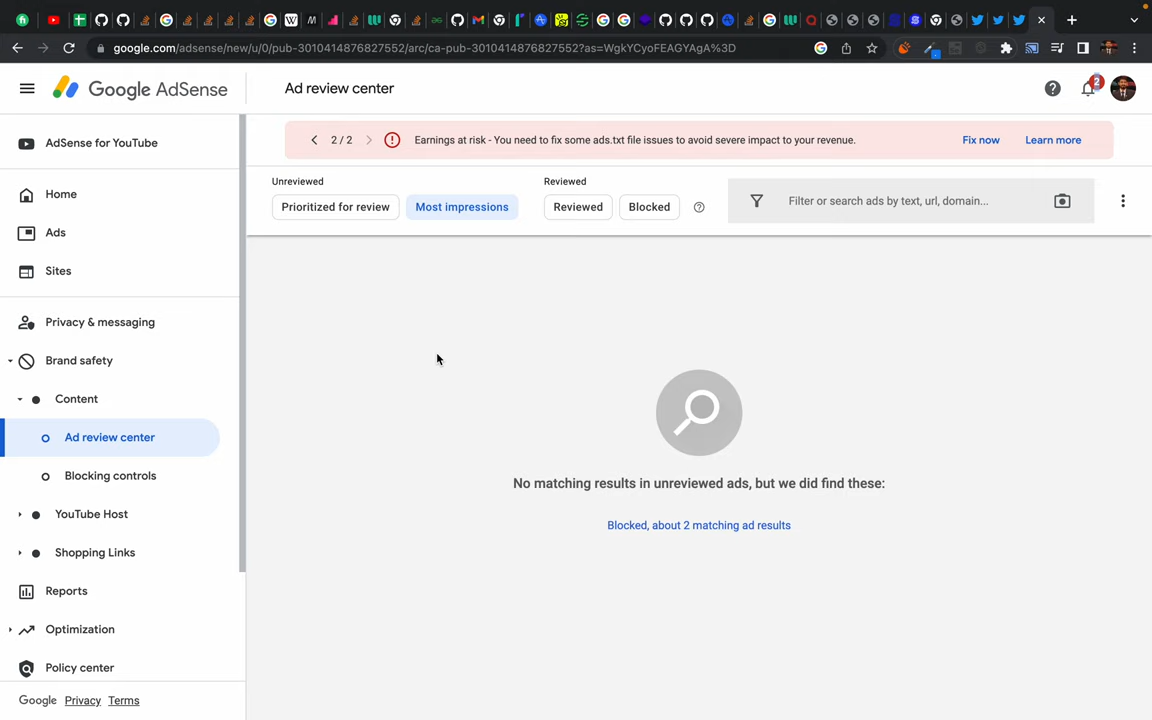 google.com/adsense/new/u/0/pub-3010414876827552/arc/ca-pub-3010414876827552?as=WgkYCyoFEAGYAgA%3D
Google AdSense
Ad review center
2
AdSense for YouTube
2 / 2
Earnings at risk - You need to fix some ads.txt file issues to avoid severe impact to your revenue.
Fix now
Learn more
Unreviewed
Reviewed
Prioritized for review
Most impressions
Reviewed
Blocked
Filter or search ads by text, url, domain...
Home
Ads
Sites
Privacy & messaging
Brand safety
Content
Ad review center
Blocking controls
YouTube Host
Shopping Links
Reports
Optimization
Policy center
No matching results in unreviewed ads, but we did find these:
Blocked, about 2 matching ad results
Google Privacy Terms